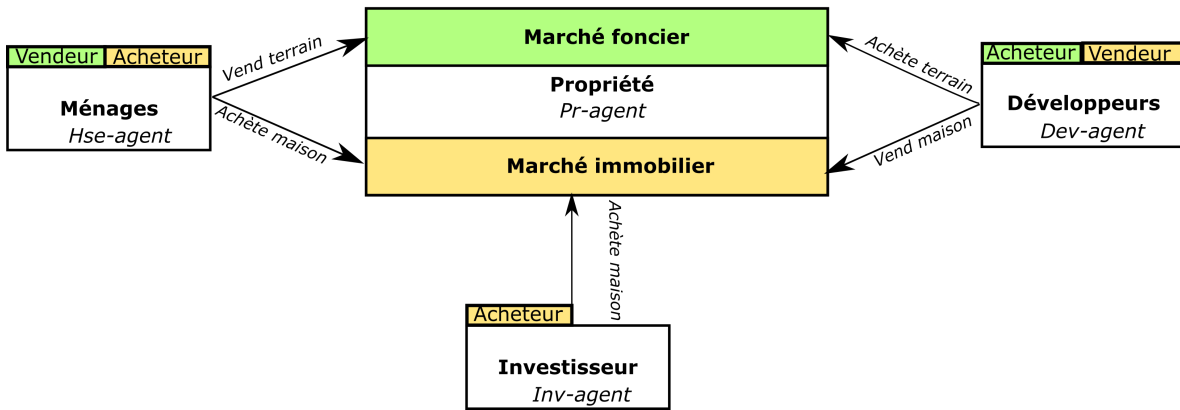 Marché foncier
Propriété
Pr-agent
Marché immobilier
Vendeur Acheteur
Ménages
Hse-agent
Vend terrain
Achète maison
Achète terrain
Vend maison
Acheteur Vendeur
Développeurs
Dev-agent
Achète maison
Acheteur
Investisseur
Inv-agent